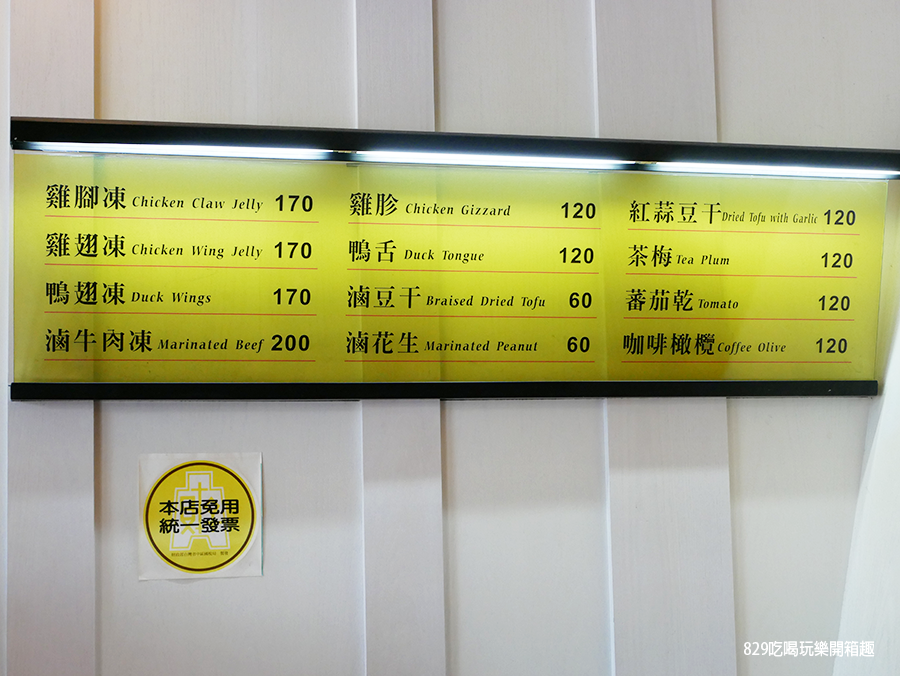 雞腳凍 Chicken Claw Jelly 170
雞翅凍 Chicken Wing Jelly 170
鴨翅凍 Duck Wings 170
滷牛肉凍 Marinated Beef 200
雞胗 Chicken Gizzard 120
鴨舌 Duck Tongue 120
滷豆干 Braised Dried Tofu 60
滷花生 Marinated Peanut 60
紅蒜豆干 Dried Tofu with Garlic 120
茶梅 Tea Plum 120
蕃茄乾 Tomato 120
咖啡橄欖 Coffee Olive 120
本店免用
統一發票
829吃喝玩樂開箱趣